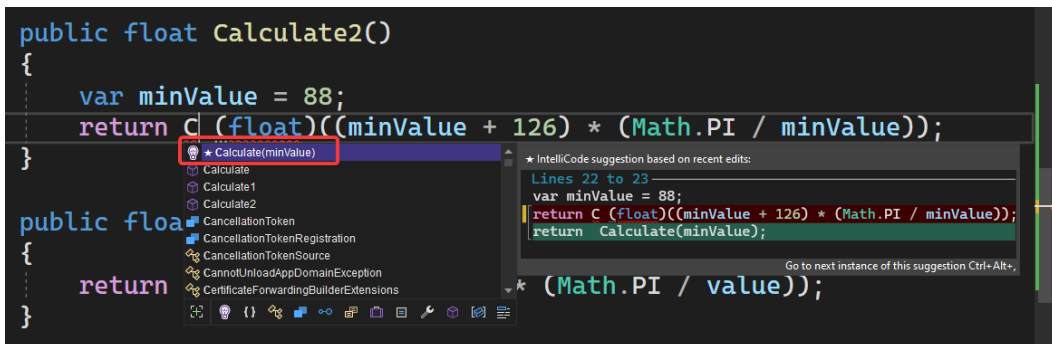 public float Calculate2()
{
var minValue = 88;
return C (float)((minValue + 126) * (Math.PI / minValue));
}
★ Calculate(minValue)
Calculate
Calculate1
Calculate2
CancellationToken
CancellationTokenRegistration
CancellationTokenSource
CannotUnloadAppDomainException
CertificateForwardingBuilderExtensions
★ IntelliCode suggestion based on recent edits:
Lines 22 to 23
var minValue = 88;
return C (float)((minValue + 126) * (Math.PI / minValue));
return  Calculate(minValue);
Go to next instance of this suggestion Ctrl+Alt+,
public floa
{
return * (Math.PI / value));
}